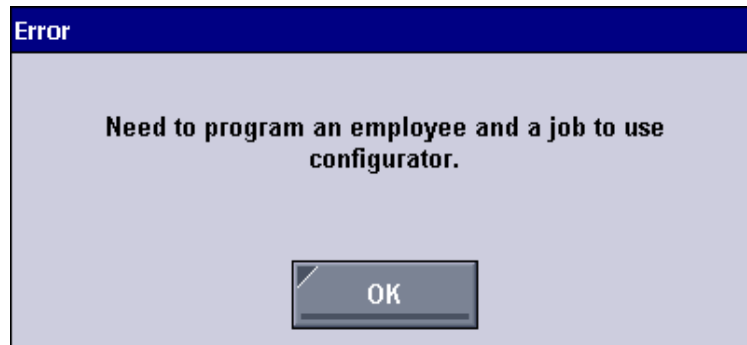 Error
Need to program an employee and a job to use
configurator.
OK